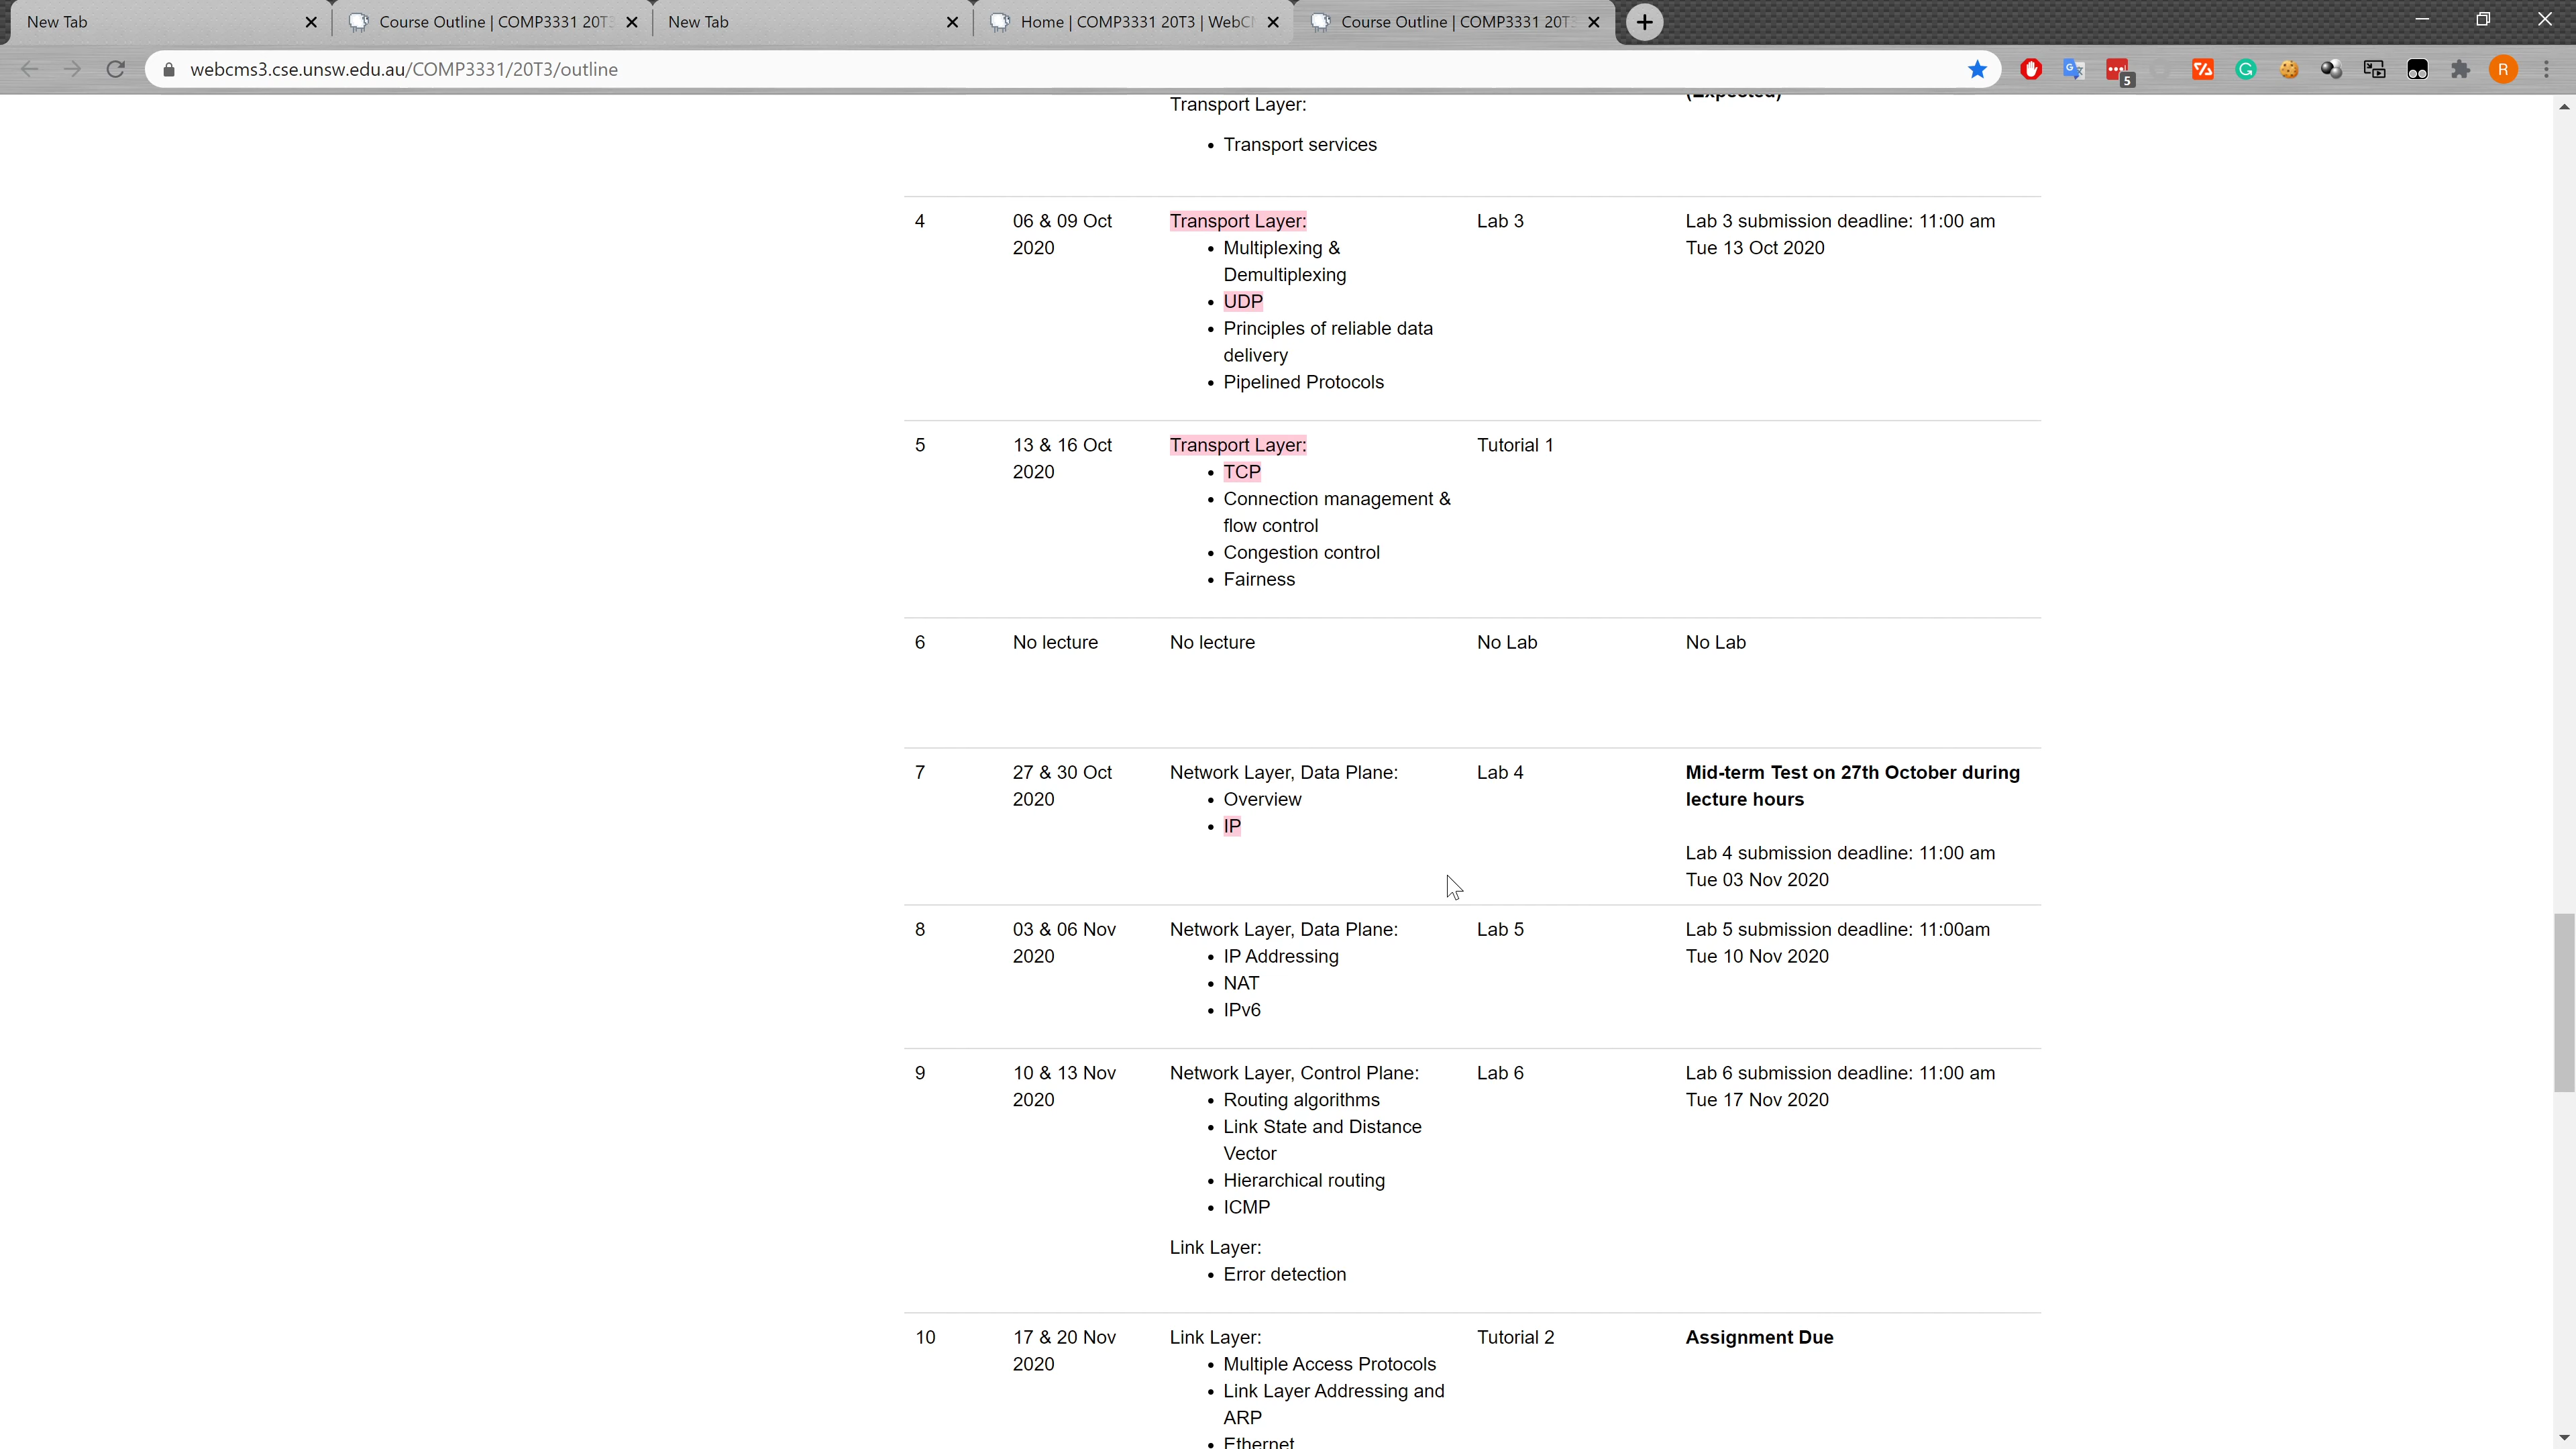 New Tab
Course Outline | COMP3331 20T3
New Tab
Home | COMP3331 20T3 | WebC
Course Outline | COMP3331 20T3
webcms3.cse.unsw.edu.au/COMP3331/20T3/outline
5
R
(Expected)
Transport Layer:
• Transport services
4
06 & 09 Oct
2020
Transport Layer:
• Multiplexing &
Demultiplexing
• UDP
• Principles of reliable data
delivery
• Pipelined Protocols
Lab 3
Lab 3 submission deadline: 11:00 am
Tue 13 Oct 2020
5
13 & 16 Oct
2020
Transport Layer:
• TCP
• Connection management &
flow control
• Congestion control
• Fairness
Tutorial 1
6
No lecture
No lecture
No Lab
No Lab
7
27 & 30 Oct
2020
Network Layer, Data Plane:
• Overview
• IP
Lab 4
Mid-term Test on 27th October during
lecture hours
Lab 4 submission deadline: 11:00 am
Tue 03 Nov 2020
8
03 & 06 Nov
2020
Network Layer, Data Plane:
• IP Addressing
• NAT
• IPv6
Lab 5
Lab 5 submission deadline: 11:00am
Tue 10 Nov 2020
9
10 & 13 Nov
2020
Network Layer, Control Plane:
• Routing algorithms
• Link State and Distance
Vector
• Hierarchical routing
• ICMP
Link Layer:
• Error detection
Lab 6
Lab 6 submission deadline: 11:00 am
Tue 17 Nov 2020
10
17 & 20 Nov
2020
Link Layer:
• Multiple Access Protocols
• Link Layer Addressing and
ARP
• Ethernet
Tutorial 2
Assignment Due